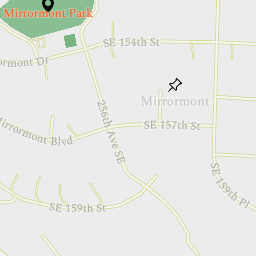 Mirrormont Park
SE 154th St
ormont Dr
Mirrormont
256th Ave SE
SE 157th St
Mirrormont Blvd
SE 159th Pl
SE 159th St